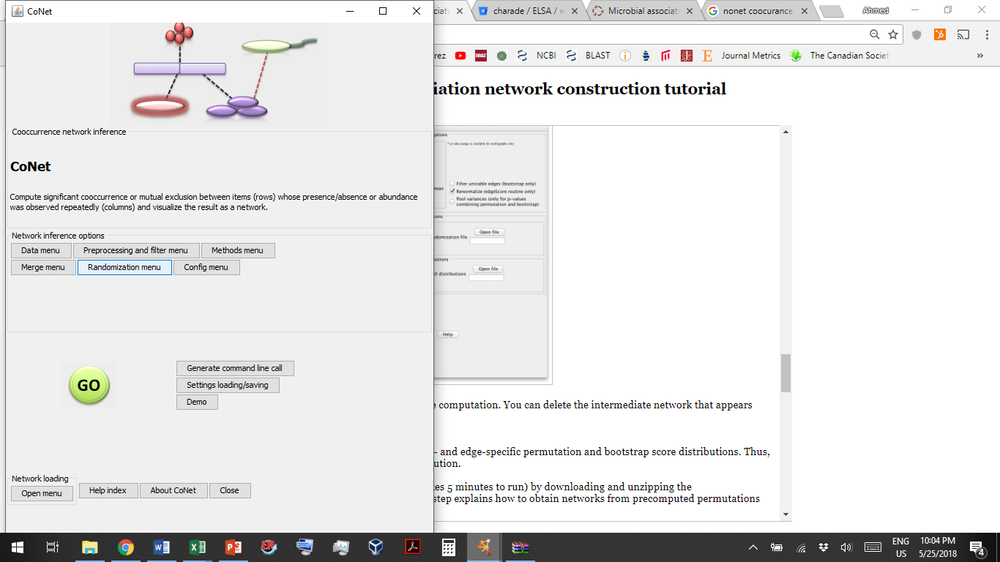 CoNet
Cooccurrence network inference
CoNet
Compute significant cooccurrence or mutual exclusion between items (rows) whose presence/absence or abundance
was observed repeatedly (columns) and visualize the result as a network.
Network inference options
Data menu
Preprocessing and filter menu
Methods menu
Merge menu
Randomization menu
Config menu
GO
Generate command line call
Settings loading/saving
Demo
Network loading
Open menu
Help index
About CoNet
Close
ciati
charade / ELSA / w
Microbial associati
nonet coocurance
Ahmed
rez
BB&T
NCBI
BLAST
Journal Metrics
The Canadian Societ
iation network construction tutorial
ptions
* p-value merge is available for multigraphs only
Filter unstable edges (bootstrap only)
mean
Renormalize (edgeScore routine only)
Pool variances (only for p-values
combining permutation and bootstrap)
ions
Open file
domization file
butions
Open file
ll distributions
Help
e computation. You can delete the intermediate network that appears
- and edge-specific permutation and bootstrap score distributions. Thus,
ution.
kes 5 minutes to run) by downloading and unzipping the
step explains how to obtain networks from precomputed permutations
ENG
US
10:04 PM
5/25/2018
4